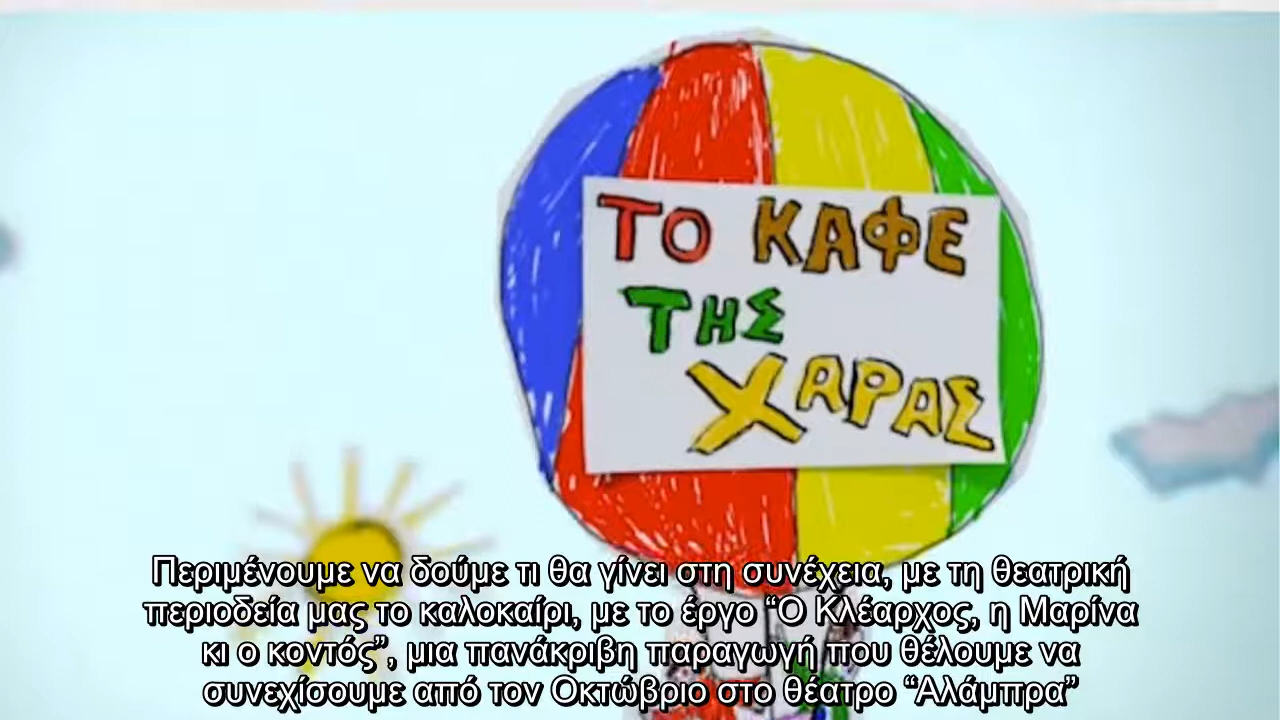 ΤΟ ΚΑΦΕ
ΤΗΣ
ΧΑΡΑΣ
Περιμένουμε να δούμε τι θα γίνει στη συνέχεια, με τη θεατρική
περιοδεία μας το καλοκαίρι, με το έργο “Ο Κλέαρχος, η Μαρίνα
κι ο κοντός”, μια πανάκριβη παραγωγή που θέλουμε να
συνεχίσουμε από τον Οκτώβριο στο θέατρο “Αλάμπρα”